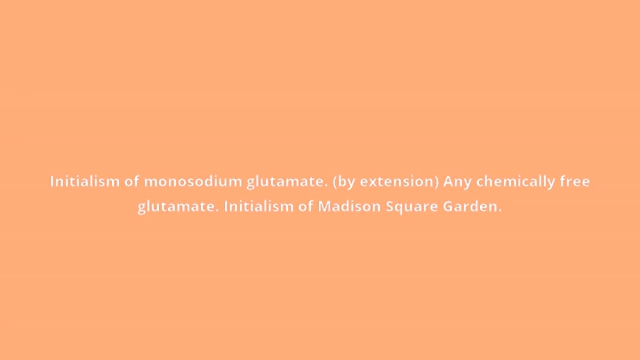 Initialism of monosodium glutamate. (by extension) Any chemically free
glutamate. Initialism of Madison Square Garden.